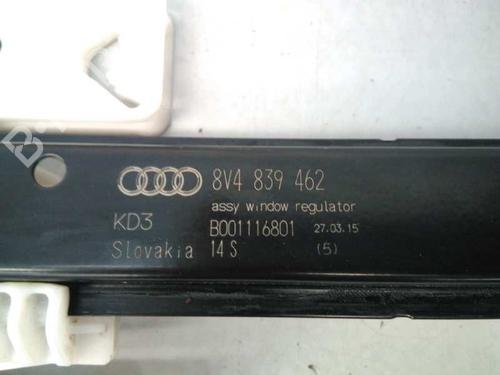 8V4 839 462
assy window regulator
KD3 B001116801 27.03.15
Slovakia 14 S (5)